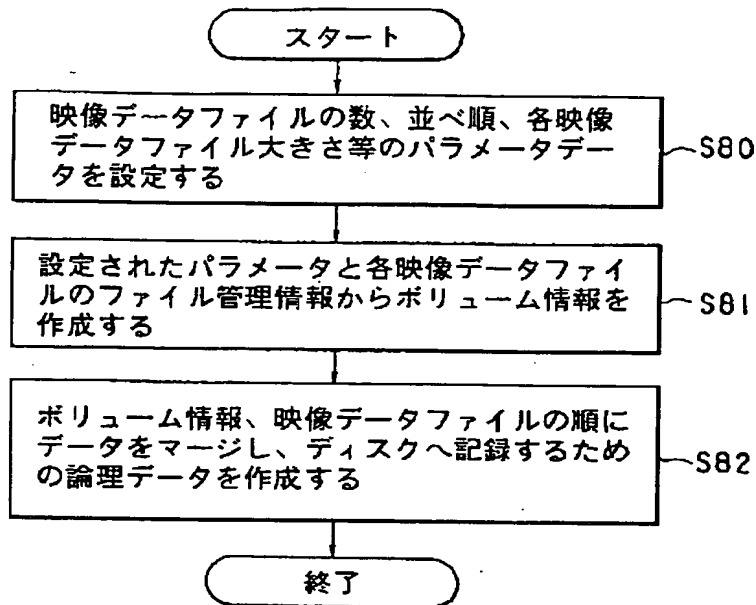 スタート
映像データファイルの数、並べ順、各映像
データファイル大きさ等のパラメータデー
タを設定する
S80
設定されたパラメータと各映像データファイ
ルのファイル管理情報からボリューム情報を
作成する
S81
ボリューム情報、映像データファイルの順に
データをマージし、ディスクへ記録するため
の論理データを作成する
S82
終了